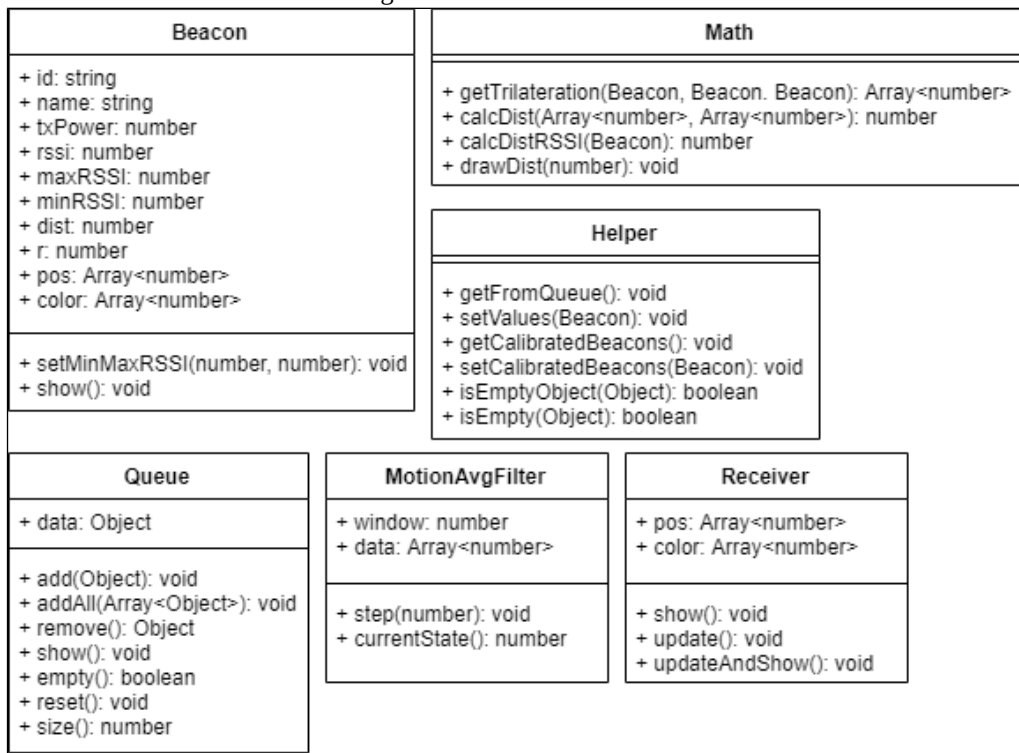 Beacon
+ id: string
+ name: string
+ txPower: number
+ rssi: number
+ maxRSSI: number
+ minRSSI: number
+ dist: number
+ r: number
+ pos: Array<number>
+ color: Array<number>
+ setMinMaxRSSI(number, number): void
+ show(): void
Math
+ getTrilateration(Beacon, Beacon. Beacon): Array<number>
+ calcDist(Array<number>, Array<number>): number
+ calcDistRSSI(Beacon): number
+ drawDist(number): void
Helper
+ getFromQueue(): void
+ setValues(Beacon): void
+ getCalibratedBeacons(): void
+ setCalibratedBeacons(Beacon): void
+ isEmptyObject(Object): boolean
+ isEmpty(Object): boolean
Queue
+ data: Object
+ add(Object): void
+ addAll(Array<Object>): void
+ remove(): Object
+ show(): void
+ empty(): boolean
+ reset(): void
+ size(): number
MotionAvgFilter
+ window: number
+ data: Array<number>
+ step(number): void
+ currentState(): number
Receiver
+ pos: Array<number>
+ color: Array<number>
+ show(): void
+ update(): void
+ updateAndShow(): void